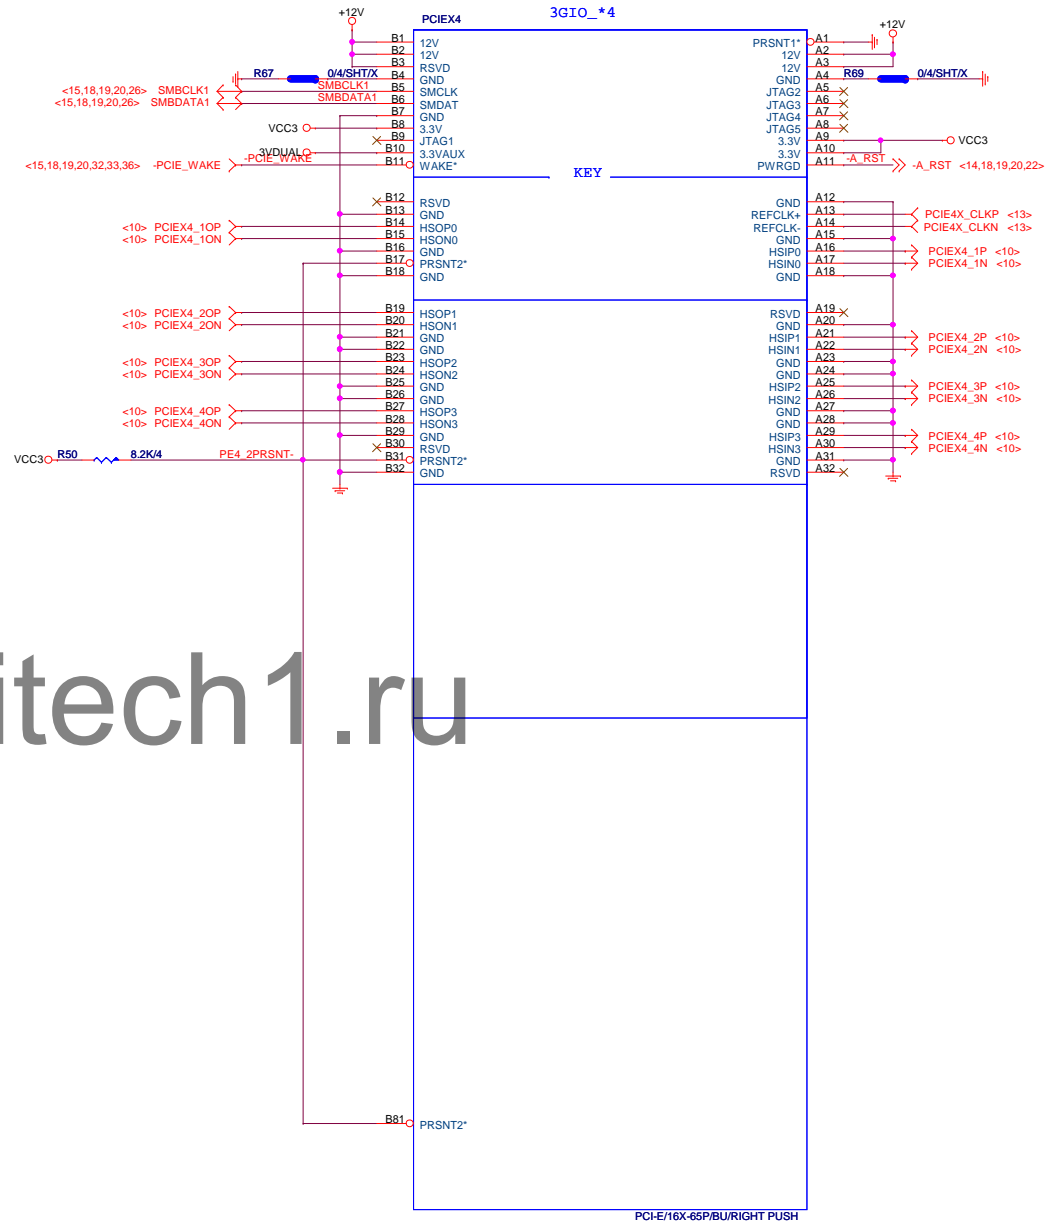 +12V
3GIO_*4
PCIEX4
+12V
B1 12V PRSNT1* A1
B2 12V 12V A2
B3 RSVD 12V A3
R67 0/4/SHT/X B4 GND GND A4 R69 0/4/SHT/X
<15,18,19,20,26> SMBCLK1 SMBCLK1 B5 SMCLK JTAG2 A5
<15,18,19,20,26> SMBDATA1 SMBDATA1 B6 SMDAT JTAG3 A6
B7 GND JTAG4 A7
VCC3 B8 3.3V JTAG5 A8
B9 JTAG1 3.3V A9 VCC3
3VDUAL B10 3.3VAUX 3.3V A10
<15,18,19,20,32,33,36> -PCIE_WAKE -PCIE_WAKE B11 WAKE* PWRGD A11 -A_RST -A_RST <14,18,19,20,22>
KEY
B12 RSVD GND A12
B13 GND REFCLK+ A13 PCIE4X_CLKP <13>
<10> PCIEX4_1OP B14 HSOP0 REFCLK- A14 PCIE4X_CLKN <13>
<10> PCIEX4_1ON B15 HSON0 GND A15
B16 GND HSIP0 A16 PCIEX4_1P <10>
B17 PRSNT2* HSIN0 A17 PCIEX4_1N <10>
B18 GND GND A18
<10> PCIEX4_2OP B19 HSOP1 RSVD A19
<10> PCIEX4_2ON B20 HSON1 GND A20
B21 GND HSIP1 A21 PCIEX4_2P <10>
B22 GND HSIN1 A22 PCIEX4_2N <10>
<10> PCIEX4_3OP B23 HSOP2 GND A23
<10> PCIEX4_3ON B24 HSON2 GND A24
B25 GND HSIP2 A25 PCIEX4_3P <10>
B26 GND HSIN2 A26 PCIEX4_3N <10>
<10> PCIEX4_4OP B27 HSOP3 GND A27
<10> PCIEX4_4ON B28 HSON3 GND A28
B29 GND HSIP3 A29 PCIEX4_4P <10>
B30 RSVD HSIN3 A30 PCIEX4_4N <10>
VCC3 R50 8.2K/4 PE4_2PRSNT- B31 PRSNT2* GND A31
B32 GND RSVD A32
itech1.ru
B81 PRSNT2*
PCI-E/16X-65P/BU/RIGHT PUSH